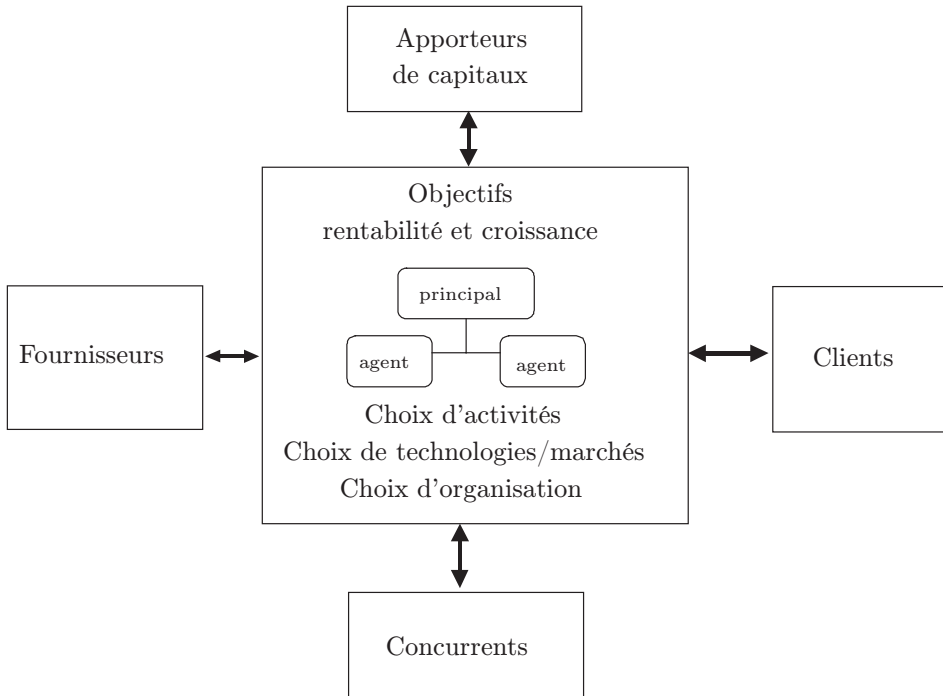 Apporteurs
de capitaux
Objectifs
rentabilité et croissance
principal
agent
agent
Fournisseurs
Clients
Choix d'activités
Choix de technologies/marchés
Choix d'organisation
Concurrents